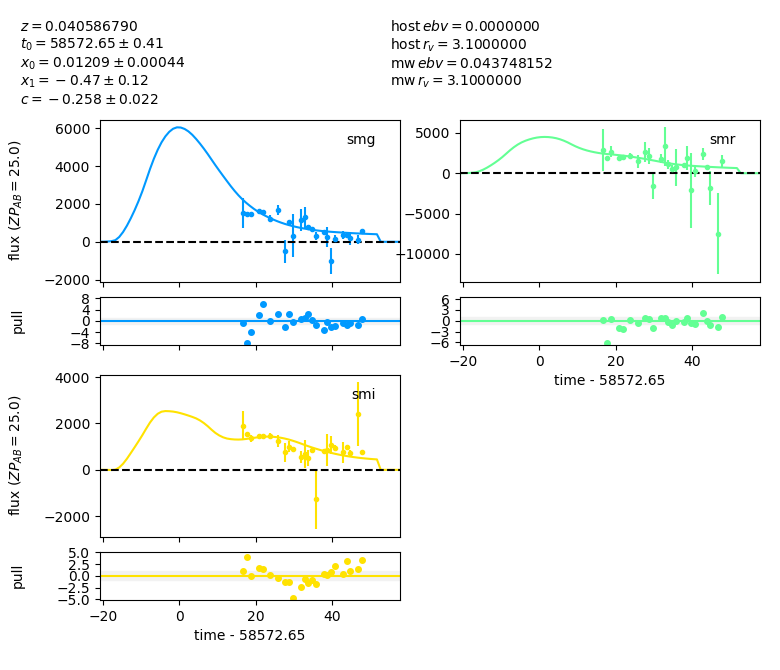 z = 0.040586790
t₀ = 58572.65 ± 0.41
x₀ = 0.01209 ± 0.00044
x₁ = −0.47 ± 0.12
c = −0.258 ± 0.022
host ebv = 0.0000000
host r_v = 3.1000000
mw ebv = 0.043748152
mw r_v = 3.1000000
smg
flux (ZP_AB = 25.0)
6000
4000
2000
0
−2000
smr
5000
0
−5000
−10000
pull
8
4
0
−4
−8
6
3
0
−3
−6
−20
0
20
40
time - 58572.65
smi
flux (ZP_AB = 25.0)
4000
2000
0
−2000
pull
5.0
2.5
0.0
−2.5
−5.0
−20
0
20
40
time - 58572.65